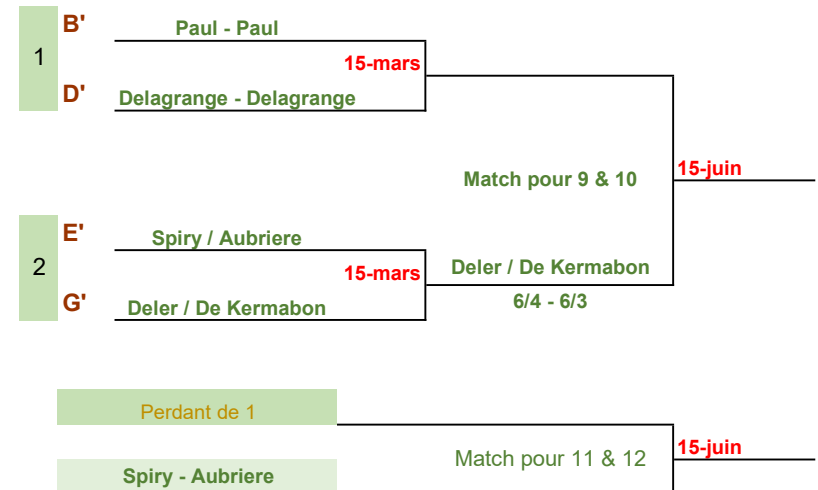 B'
Paul - Paul
1
15-mars
D'
Delagrange - Delagrange
Match pour 9 & 10
15-juin
E'
Spiry / Aubriere
2
15-mars
Deler / De Kermabon
G'
Deler / De Kermabon
6/4 - 6/3
Perdant de 1
Match pour 11 & 12
15-juin
Spiry - Aubriere